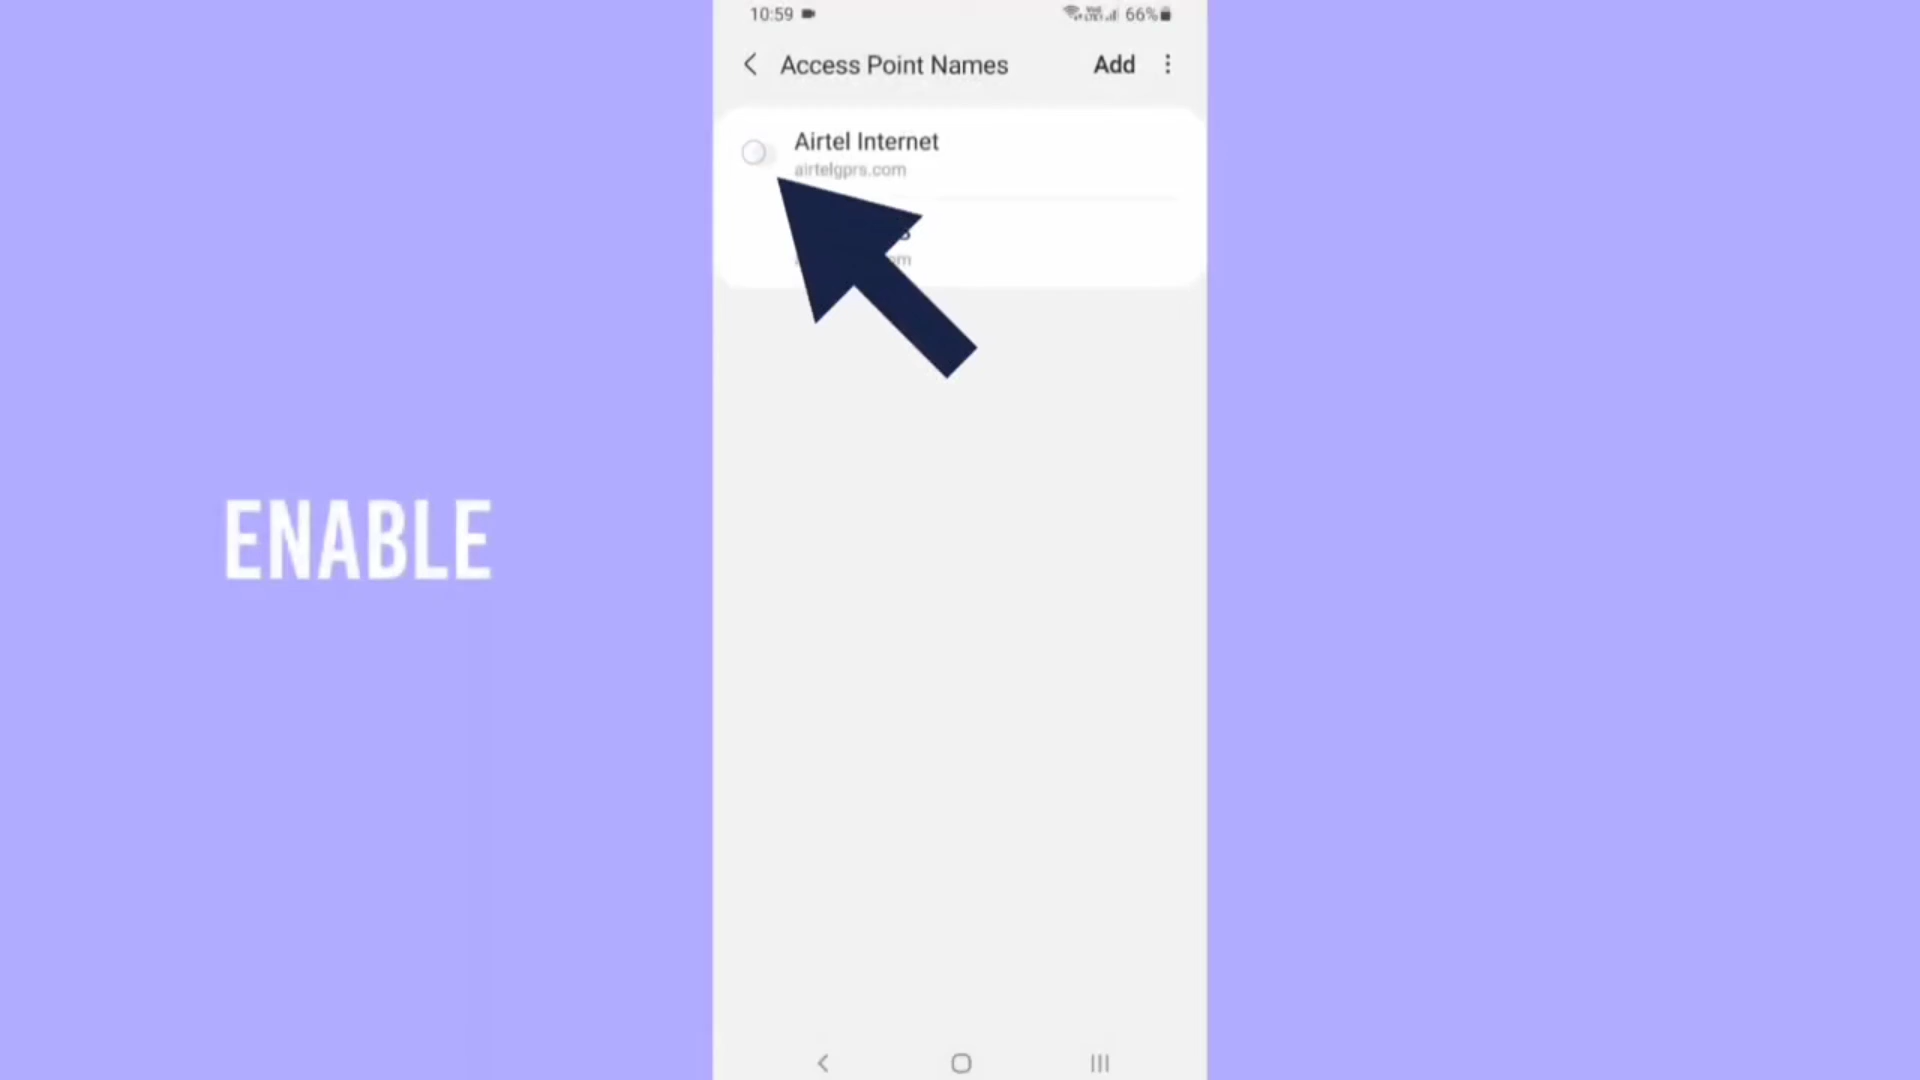 10:59
66%
Access Point Names
Add
Airtel Internet
airtelgprs.com
ENABLE